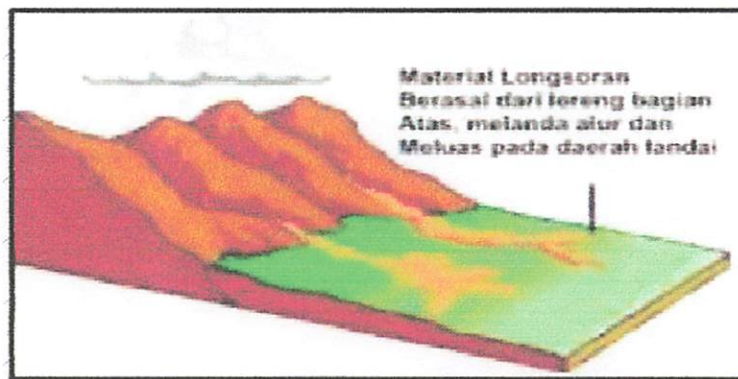 Material Longsoran
Berasal dari lereng bagian
Atas, melanda alur dan
Meluas pada daerah landai